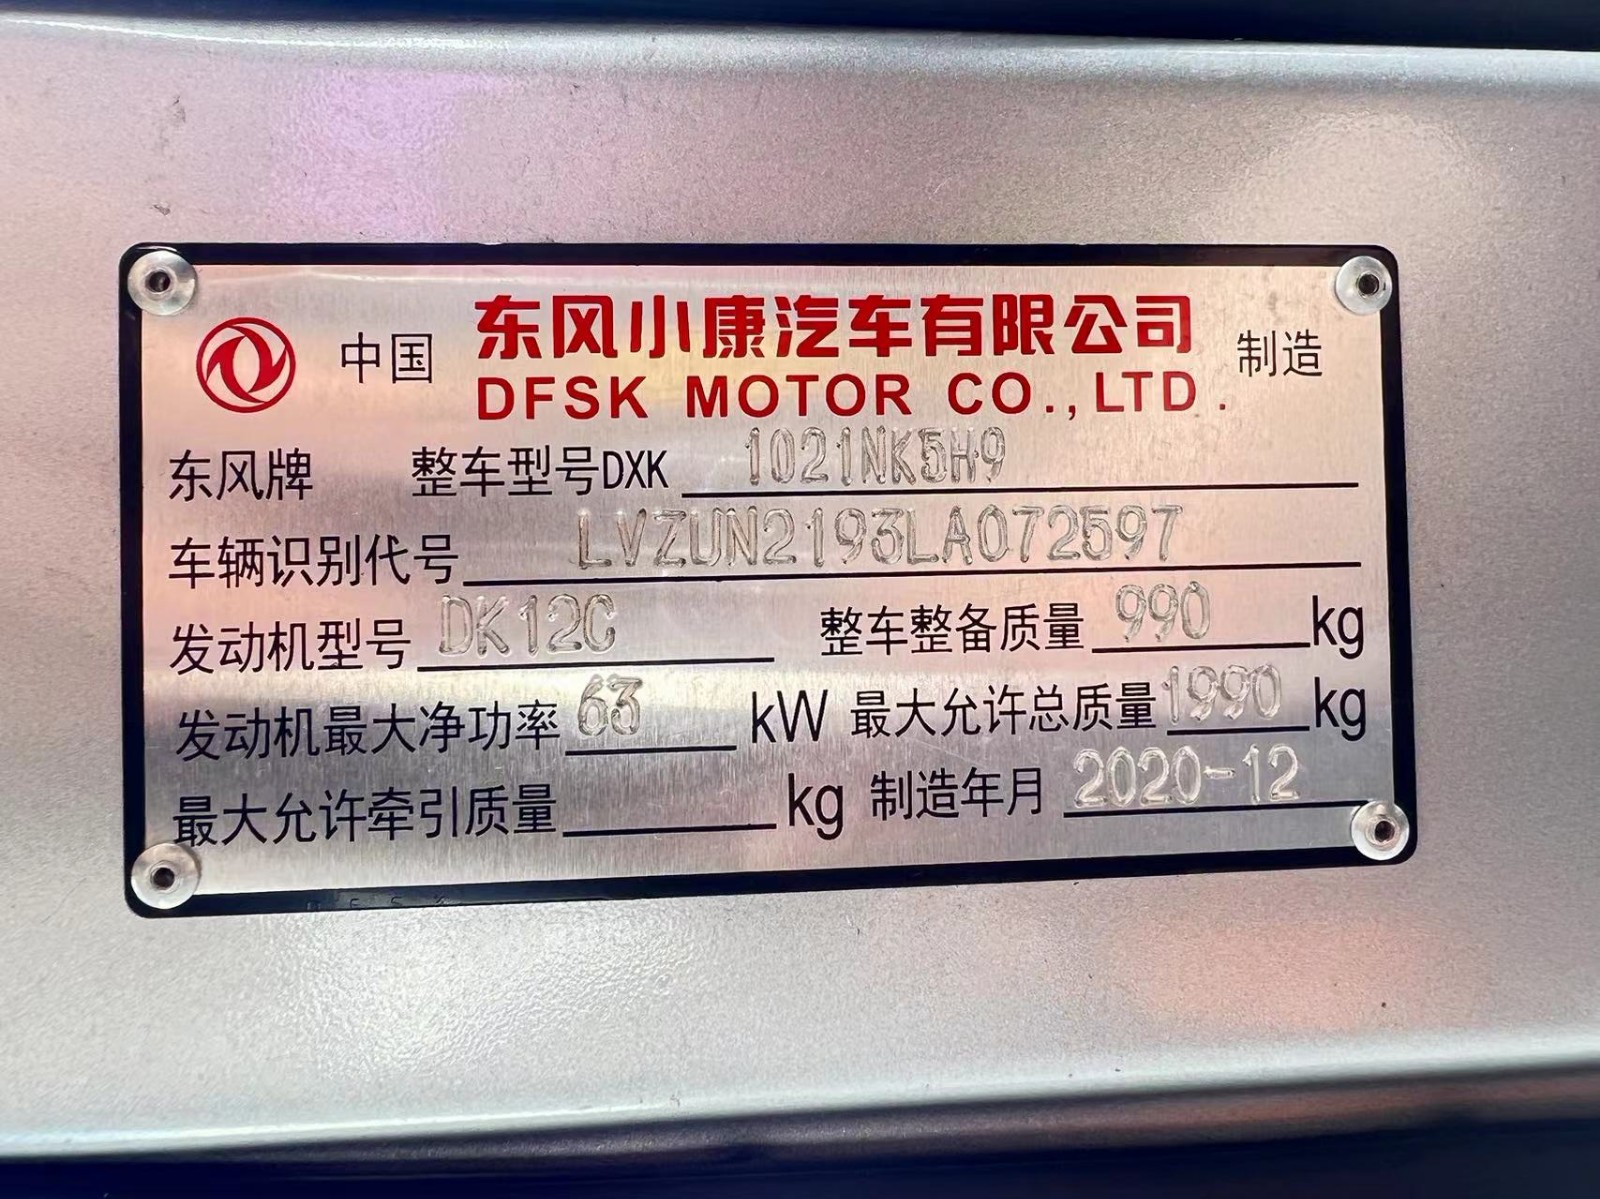 中国 东风小康汽车有限公司 制造
DFSK MOTOR CO.,LTD.
东风牌 整车型号DXK 1021NK5H9
车辆识别代号 LVZUN2193LA072597
发动机型号 DK12C 整车整备质量 990 kg
发动机最大净功率 63 kW 最大允许总质量 1990 kg
最大允许牵引质量 kg 制造年月 2020-12
DFSK